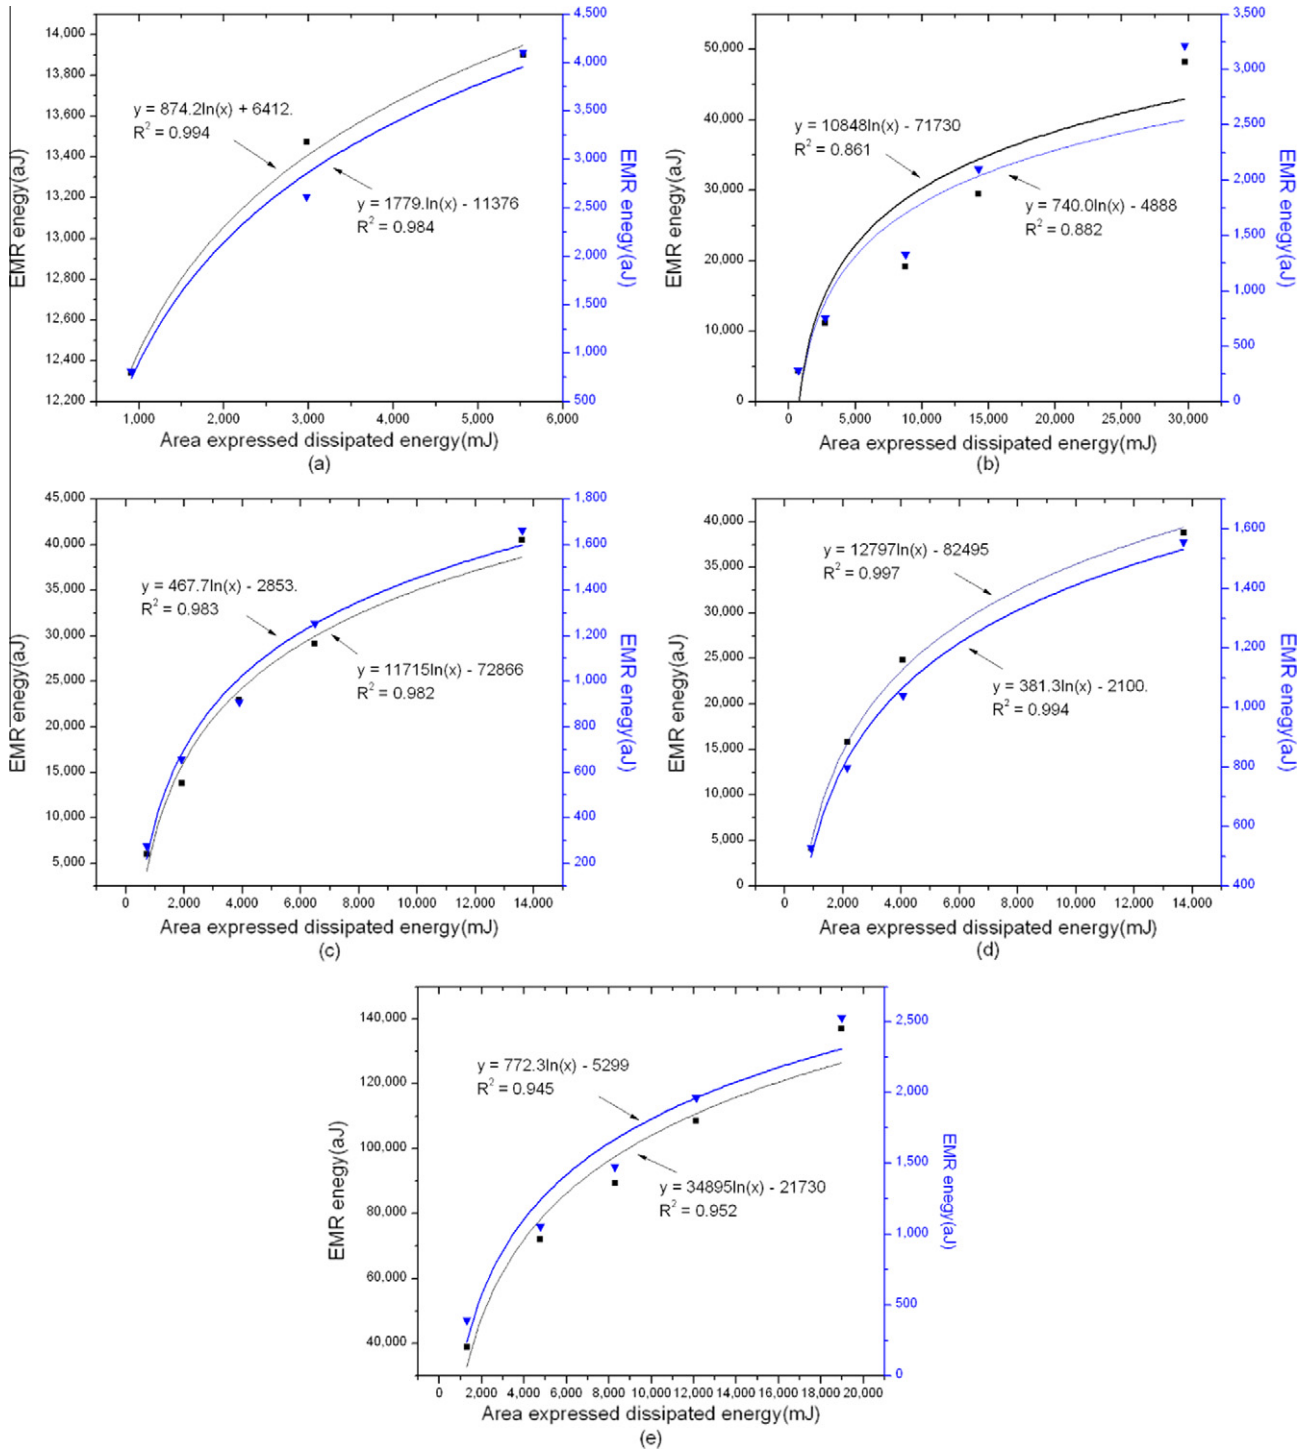 14,000
13,800
13,600
13,400
13,200
13,000
12,800
12,600
12,400
12,200
EMR enegy(aJ)
y = 874.2ln(x) + 6412.
R2 = 0.994
y = 1779.ln(x) - 11376
R2 = 0.984
4,500
4,000
3,500
3,000
2,500
2,000
1,500
1,000
500
EMR energy(aJ)
1,000 2,000 3,000 4,000 5,000 6,000
Area expressed dissipated energy(mJ)
(a)
50,000
40,000
30,000
20,000
10,000
0
EMR enegy(aJ)
y = 10848ln(x) - 71730
R2 = 0.861
y = 740.0ln(x) - 4888
R2 = 0.882
3,500
3,000
2,500
2,000
1,500
1,000
500
0
EMR energy(aJ)
0 5,000 10,000 15,000 20,000 25,000 30,000
Area expressed dissipated energy(mJ)
(b)
45,000
40,000
35,000
30,000
25,000
20,000
15,000
10,000
5,000
EMR enegy(aJ)
y = 467.7ln(x) - 2853.
R2 = 0.983
y = 11715ln(x) - 72866
R2 = 0.982
1,800
1,600
1,400
1,200
1,000
800
600
400
200
EMR energy(aJ)
0 2,000 4,000 6,000 8,000 10,000 12,000 14,000
Area expressed dissipated energy(mJ)
(c)
40,000
35,000
30,000
25,000
20,000
15,000
10,000
5,000
0
EMR enegy(aJ)
y = 12797ln(x) - 82495
R2 = 0.997
y = 381.3ln(x) - 2100.
R2 = 0.994
1,600
1,400
1,200
1,000
800
600
400
EMR energy(aJ)
0 2,000 4,000 6,000 8,000 10,000 12,000 14,000
Area expressed dissipated energy(mJ)
(d)
140,000
120,000
100,000
80,000
60,000
40,000
EMR enegy(aJ)
y = 772.3ln(x) - 5299
R2 = 0.945
y = 34895ln(x) - 21730
R2 = 0.952
2,500
2,000
1,500
1,000
500
0
EMR energy(aJ)
0 2,000 4,000 6,000 8,000 10,000 12,000 14,000 16,000 18,000 20,000
Area expressed dissipated energy(mJ)
(e)